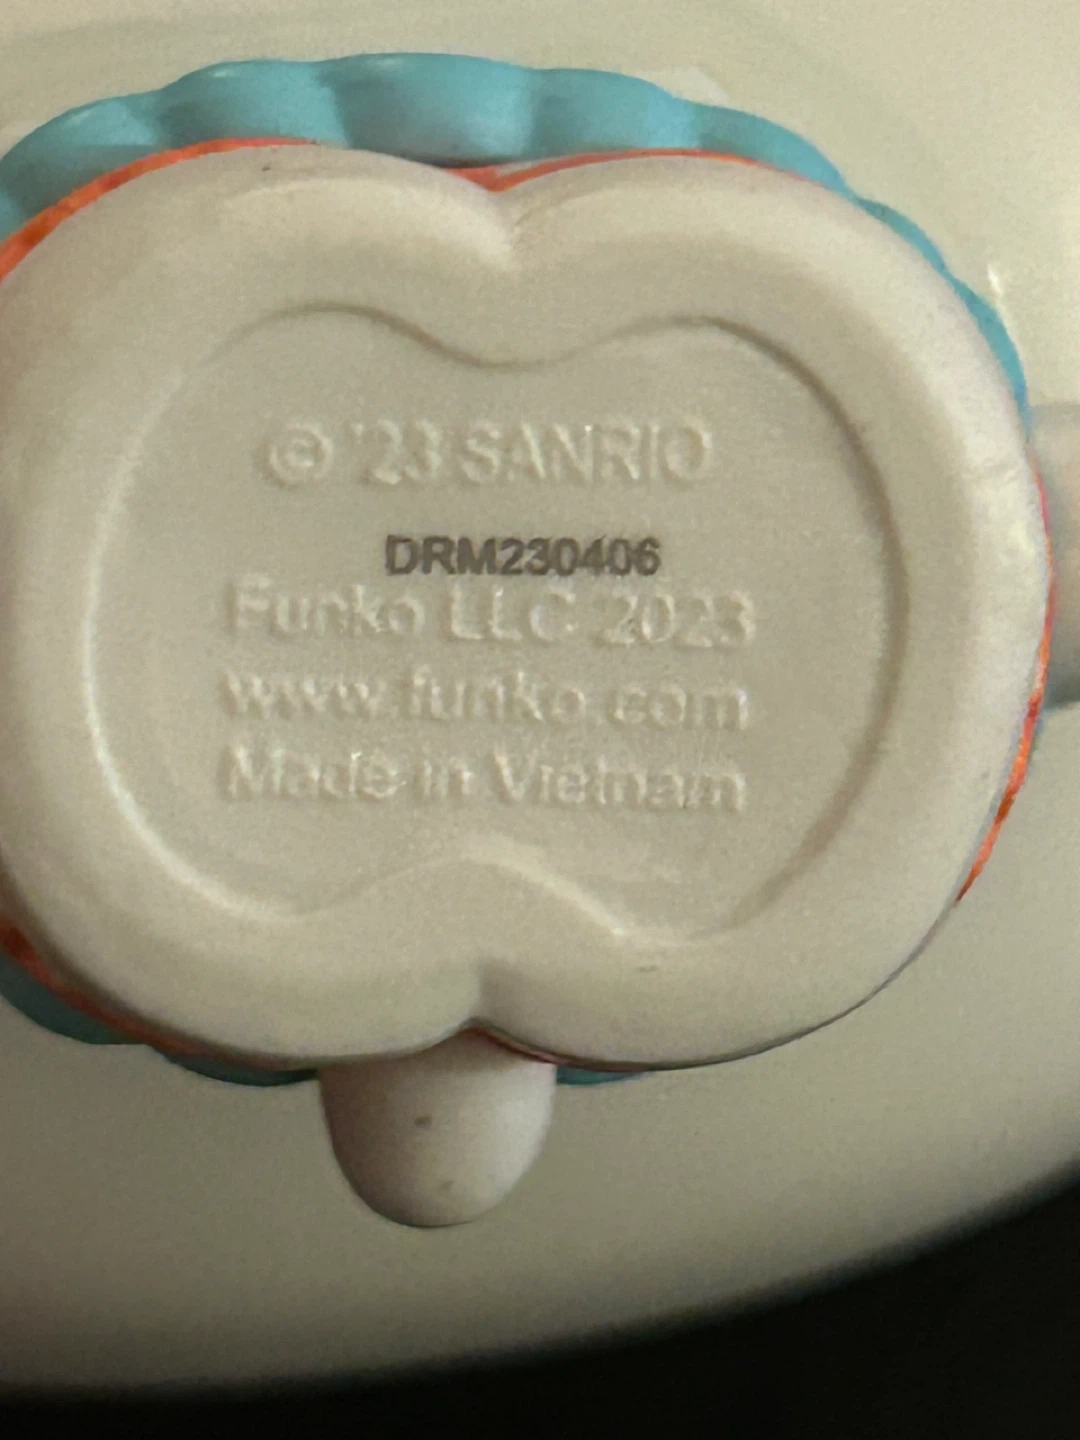 © '23 SANRIO
DRM230406
Funko LLC 2023
www.funko.com
Made in Vietnam